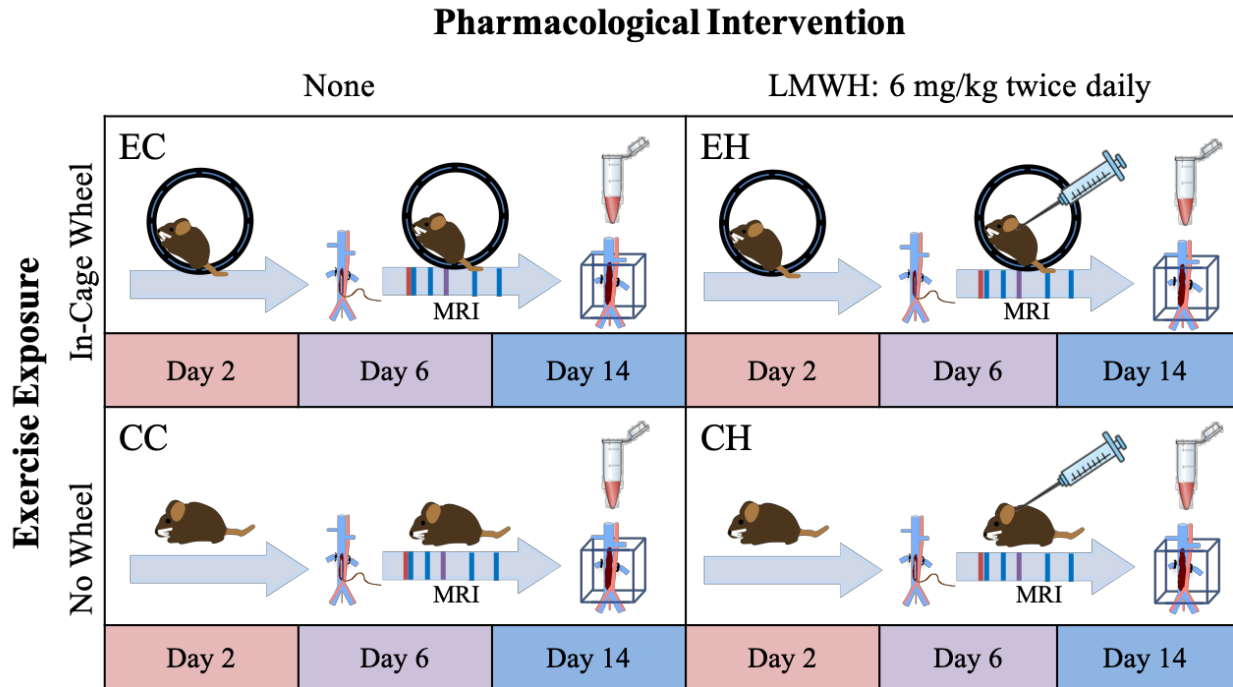 Pharmacological Intervention
None
LMWH: 6 mg/kg twice daily
Exercise Exposure
In-Cage Wheel
EC
MRI
EH
MRI
Day 2
Day 6
Day 14
Day 2
Day 6
Day 14
No Wheel
CC
MRI
CH
MRI
Day 2
Day 6
Day 14
Day 2
Day 6
Day 14